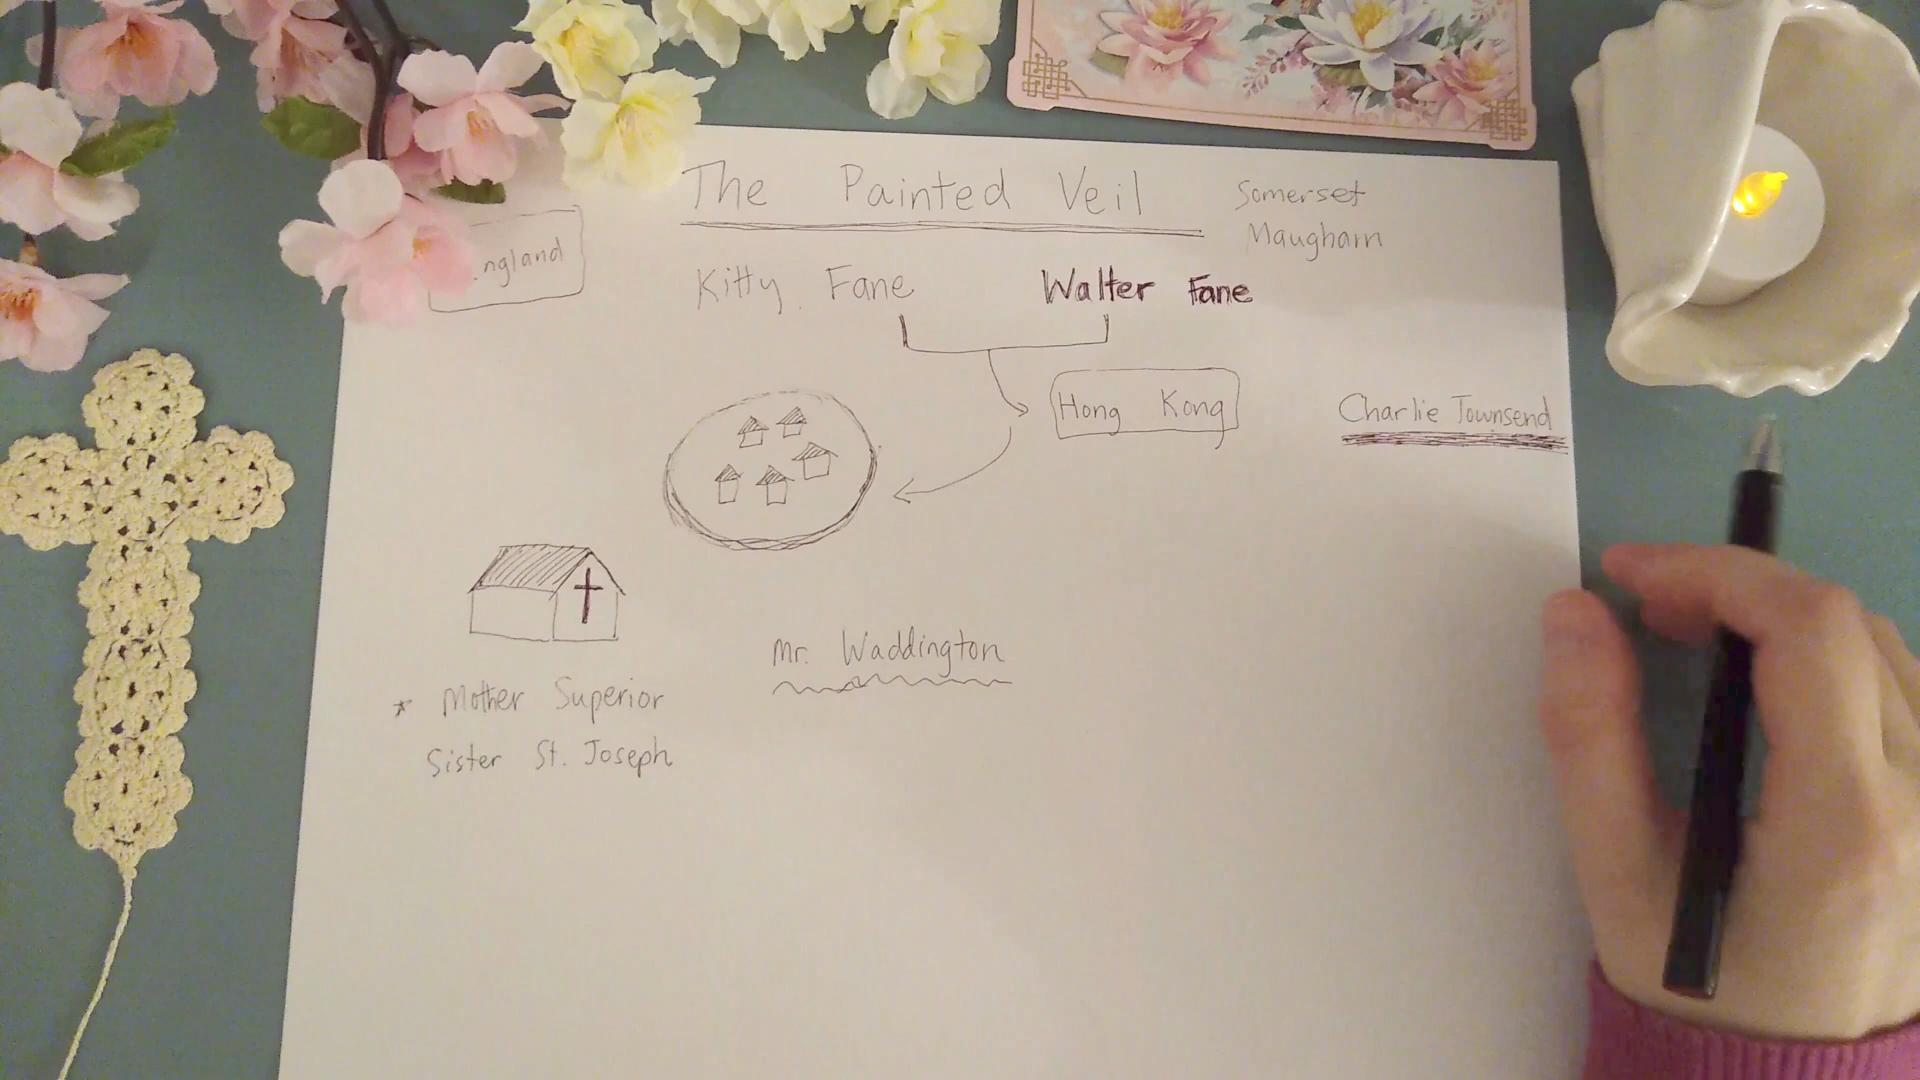 The Painted Veil
Somerset
Maugham
ngland
Kitty Fane
Walter Fane
Hong Kong
Charlie Townsend
Mr. Waddington
* Mother Superior
Sister St. Joseph